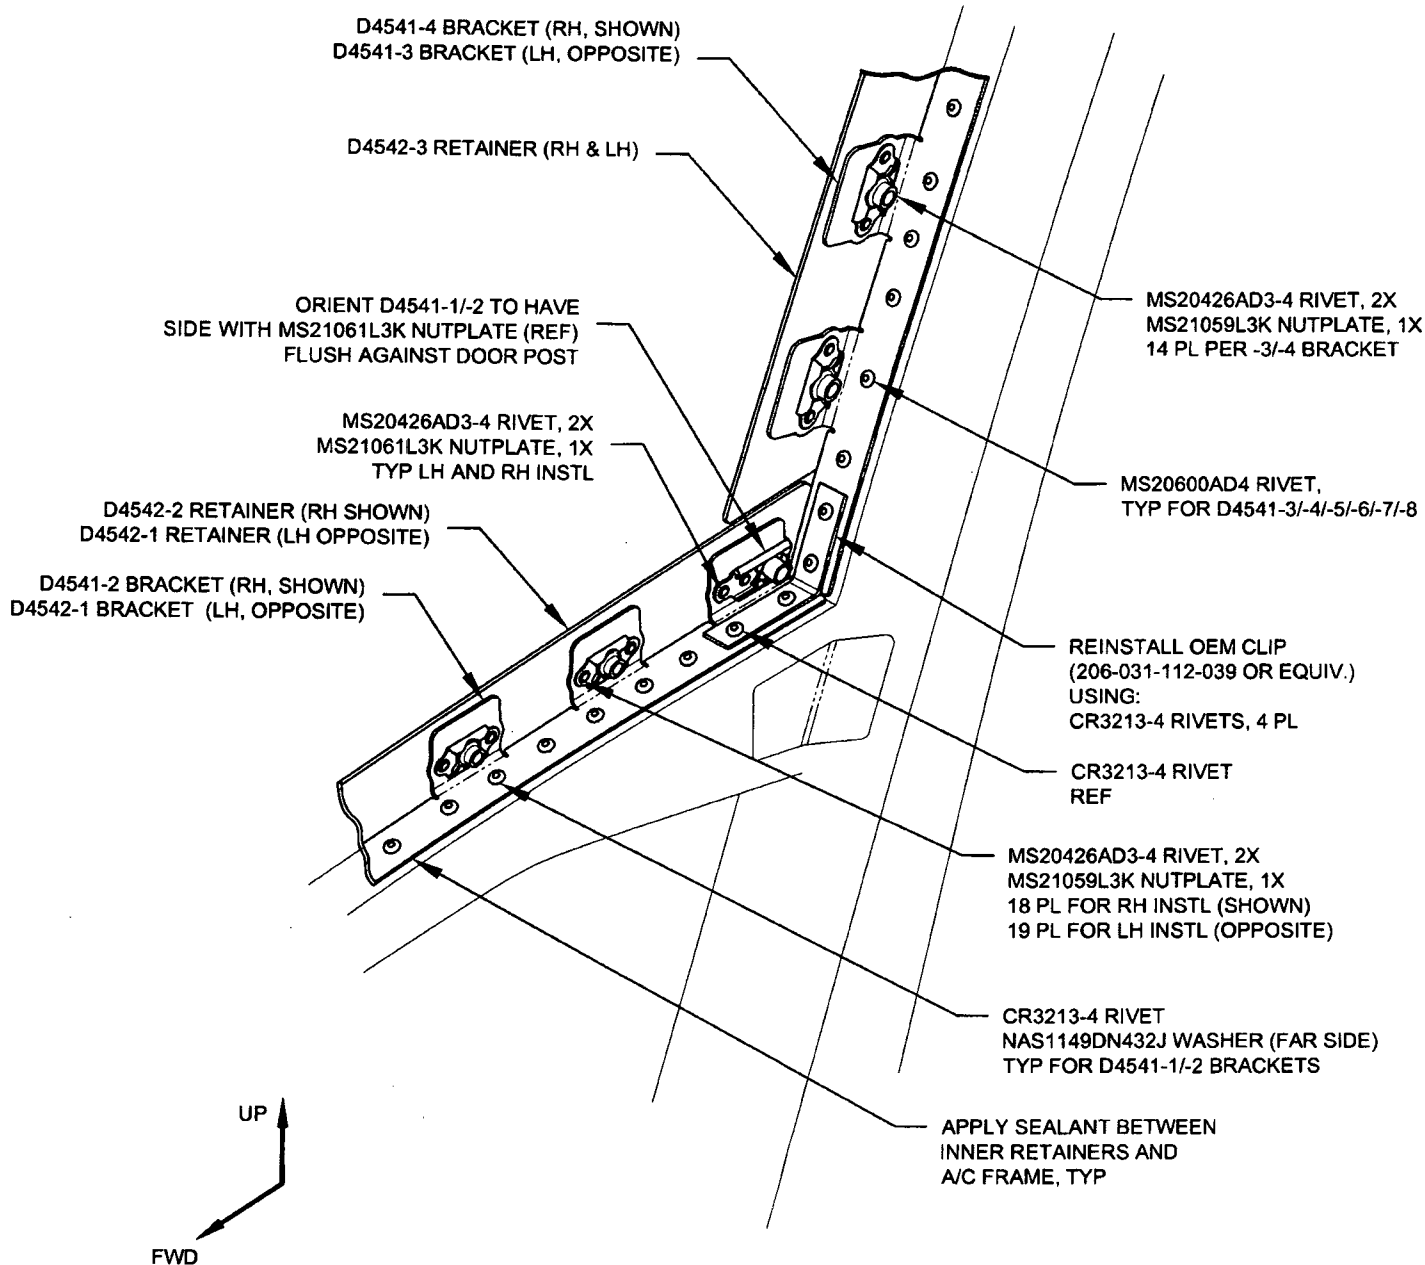 D4541-4 BRACKET (RH, SHOWN)
D4541-3 BRACKET (LH, OPPOSITE)
D4542-3 RETAINER (RH & LH)
ORIENT D4541-1/-2 TO HAVE
SIDE WITH MS21061L3K NUTPLATE (REF)
FLUSH AGAINST DOOR POST
MS20426AD3-4 RIVET, 2X
MS21061L3K NUTPLATE, 1X
TYP LH AND RH INSTL
D4542-2 RETAINER (RH SHOWN)
D4542-1 RETAINER (LH OPPOSITE)
D4541-2 BRACKET (RH, SHOWN)
D4542-1 BRACKET (LH, OPPOSITE)
MS20426AD3-4 RIVET, 2X
MS21059L3K NUTPLATE, 1X
14 PL PER -3/-4 BRACKET
MS20600AD4 RIVET,
TYP FOR D4541-3/-4/-5/-6/-7/-8
REINSTALL OEM CLIP
(206-031-112-039 OR EQUIV.)
USING:
CR3213-4 RIVETS, 4 PL
CR3213-4 RIVET
REF
MS20426AD3-4 RIVET, 2X
MS21059L3K NUTPLATE, 1X
18 PL FOR RH INSTL (SHOWN)
19 PL FOR LH INSTL (OPPOSITE)
CR3213-4 RIVET
NAS1149DN432J WASHER (FAR SIDE)
TYP FOR D4541-1/-2 BRACKETS
APPLY SEALANT BETWEEN
INNER RETAINERS AND
A/C FRAME, TYP
UP
FWD